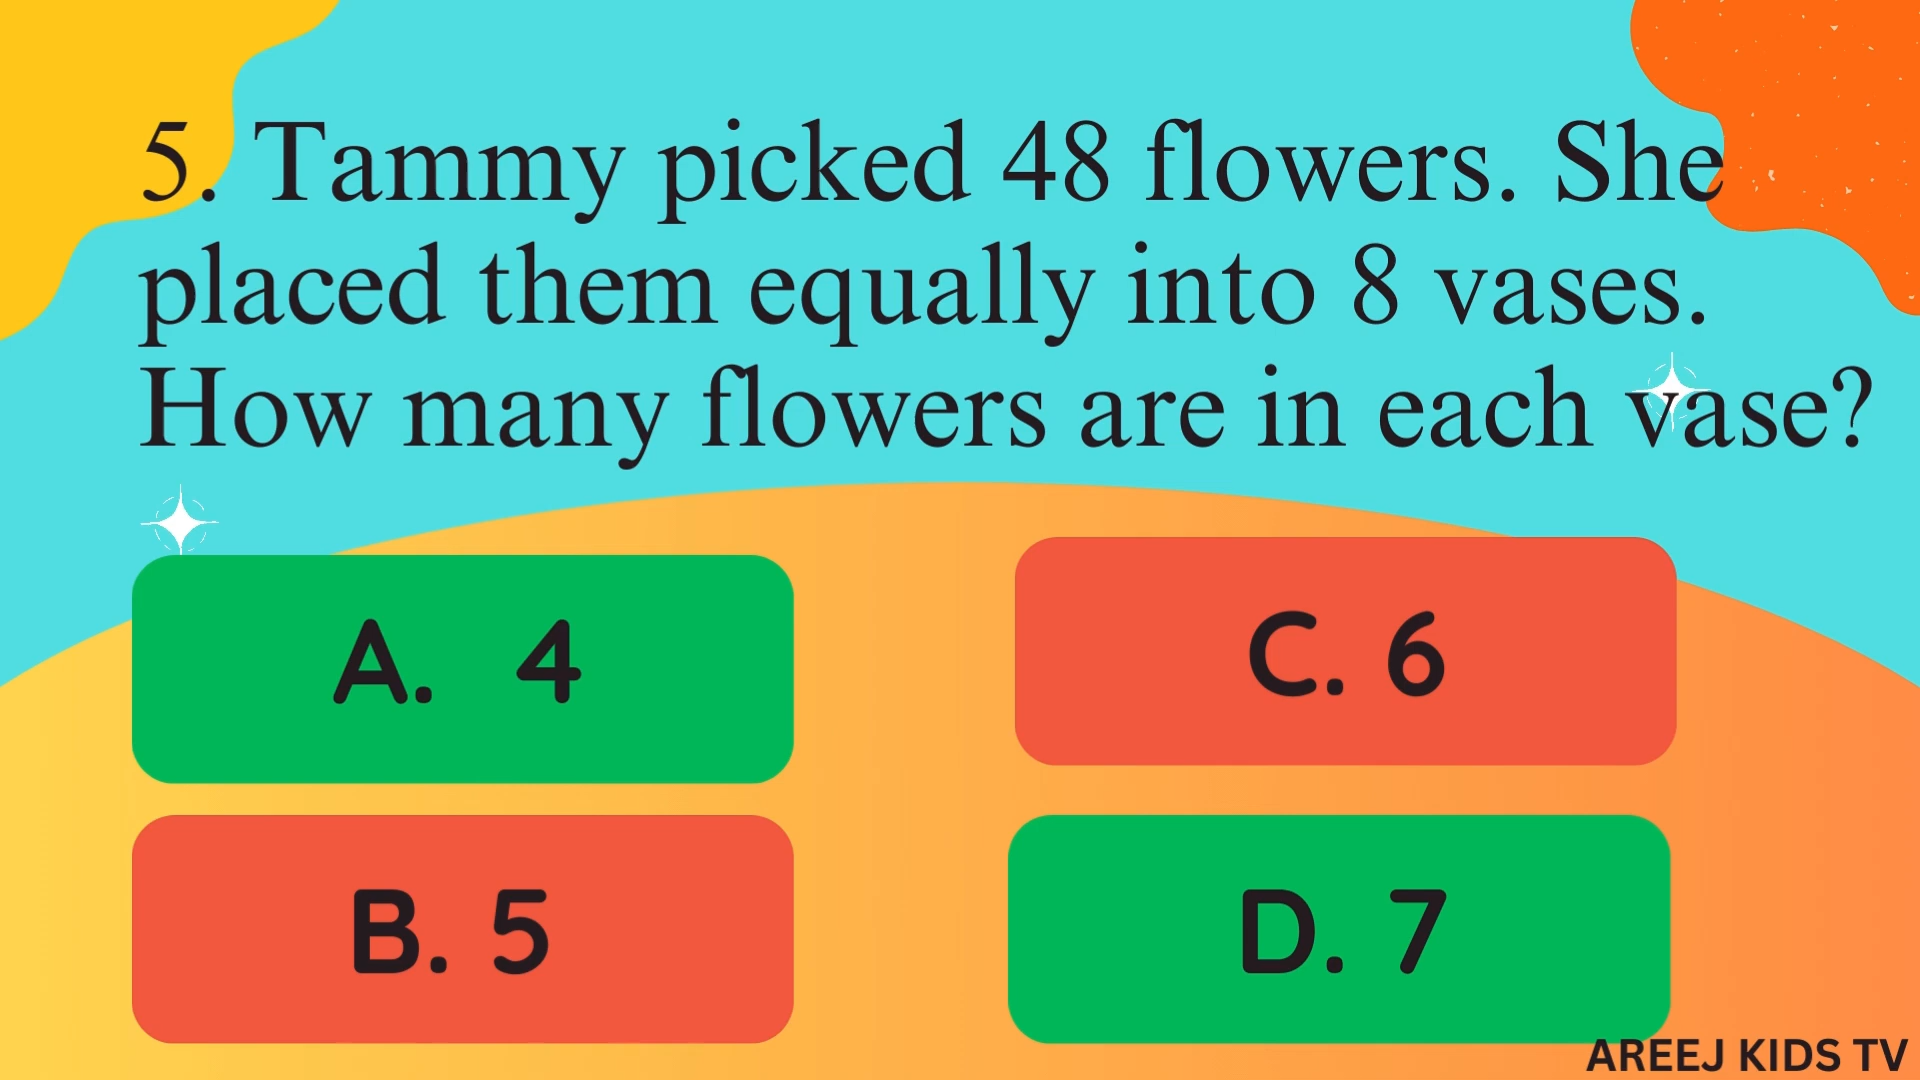 5. Tammy picked 48 flowers. She
placed them equally into 8 vases.
How many flowers are in each vase?
A. 4
C. 6
B. 5
D. 7
AREEJ KIDS TV